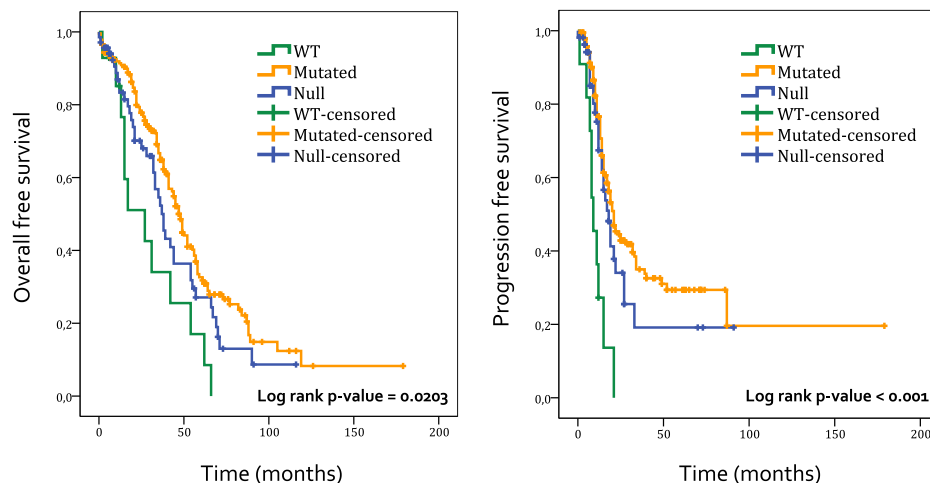 Overall free survival
1,0
0,8
0,6
0,4
0,2
0,0
WT
Mutated
Null
WT-censored
Mutated-censored
Null-censored
Log rank p-value = 0.0203
0
50
100
150
200
Time (months)
Progression free survival
1,0
0,8
0,6
0,4
0,2
0,0
WT
Mutated
Null
WT-censored
Mutated-censored
Null-censored
Log rank p-value < 0.001
0
50
100
150
200
Time (months)